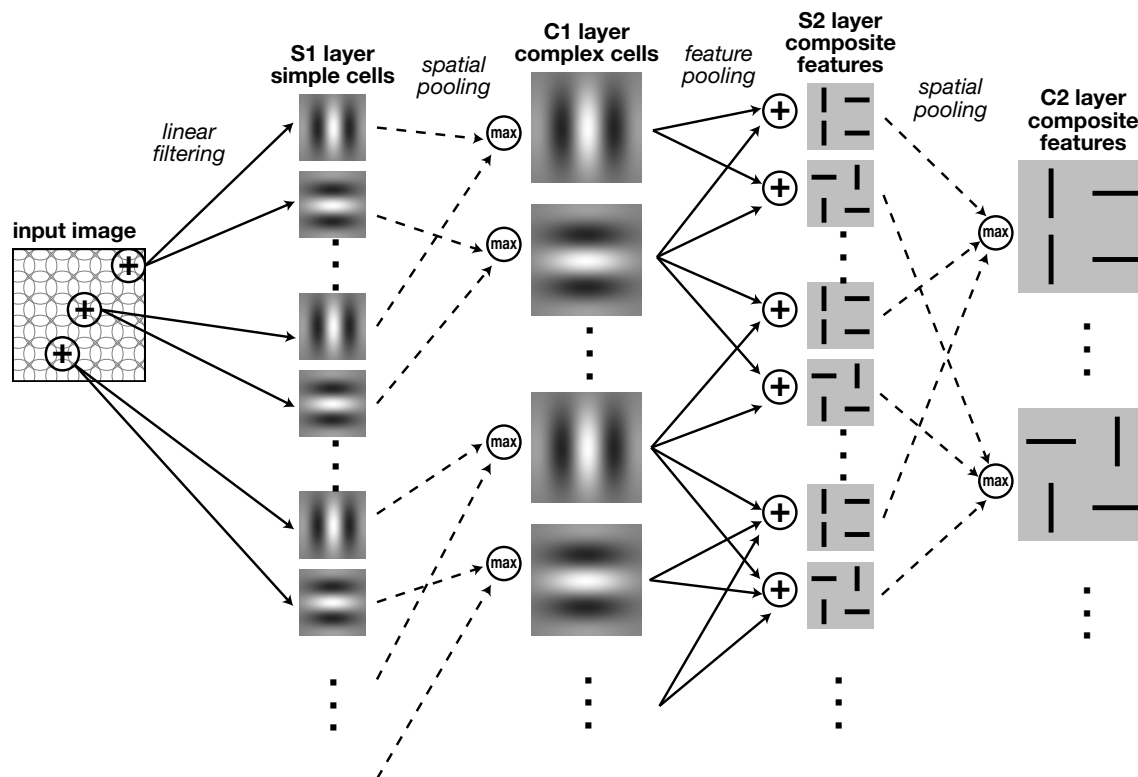 S1 layer
simple cells
spatial
pooling
C1 layer
complex cells
feature
pooling
S2 layer
composite
features
spatial
pooling
C2 layer
composite
features
linear
filtering
input image
+
+
+
max
max
max
max
+
+
+
+
+
+
max
max